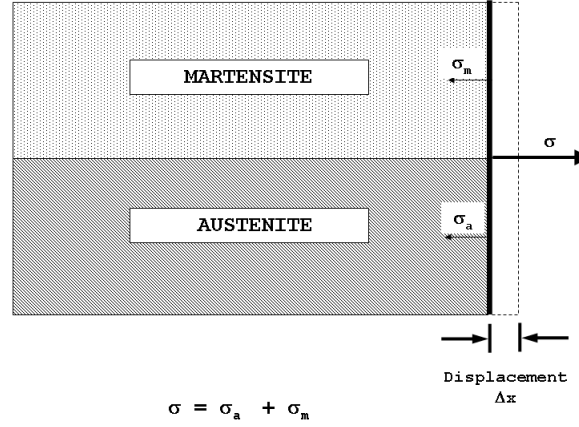 MARTENSITE
σm
σ
AUSTENITE
σa
Displacement
Δx
σ = σa + σm